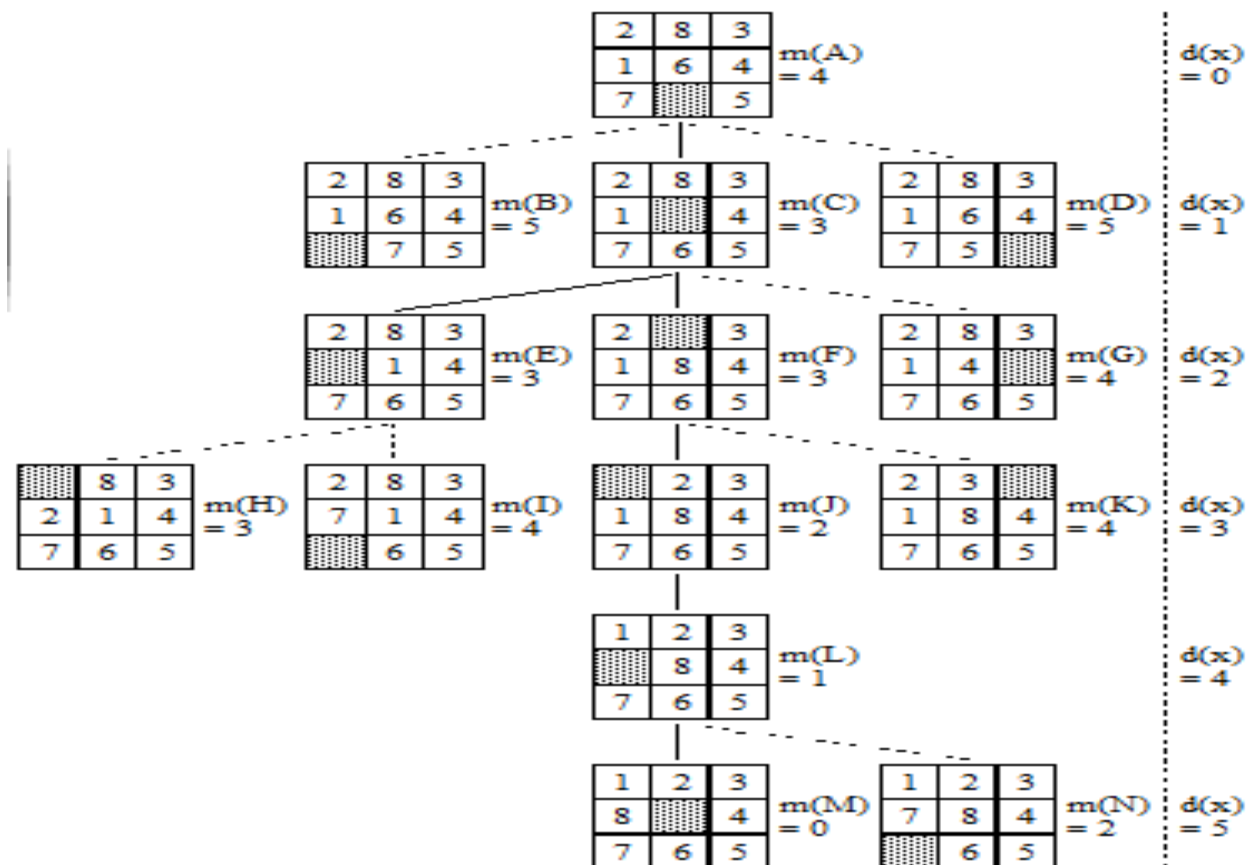 2 8 3
m(A)
d(x)
1 6 4
= 4
= 0
7 5
2 8 3
2 8 3
2 8 3
m(B)
m(C)
m(D)
d(x)
1 6 4
1 4
1 6 4
= 5
= 3
= 5
= 1
7 5
7 6 5
7 5
2 8 3
2 3
2 8 3
m(E)
m(F)
m(G)
d(x)
1 4
1 8 4
1 4
= 3
= 3
= 4
= 2
7 6 5
7 6 5
7 6 5
8 3
2 8 3
2 3
2 3
m(H)
m(I)
m(J)
m(K)
d(x)
2 1 4
7 1 4
1 8 4
1 8 4
= 3
= 4
= 2
= 4
= 3
7 6 5
6 5
7 6 5
7 6 5
1 2 3
m(L)
d(x)
8 4
= 1
= 4
7 6 5
1 2 3
1 2 3
m(M)
m(N)
d(x)
8 4
7 8 4
= 0
= 2
= 5
7 6 5
6 5